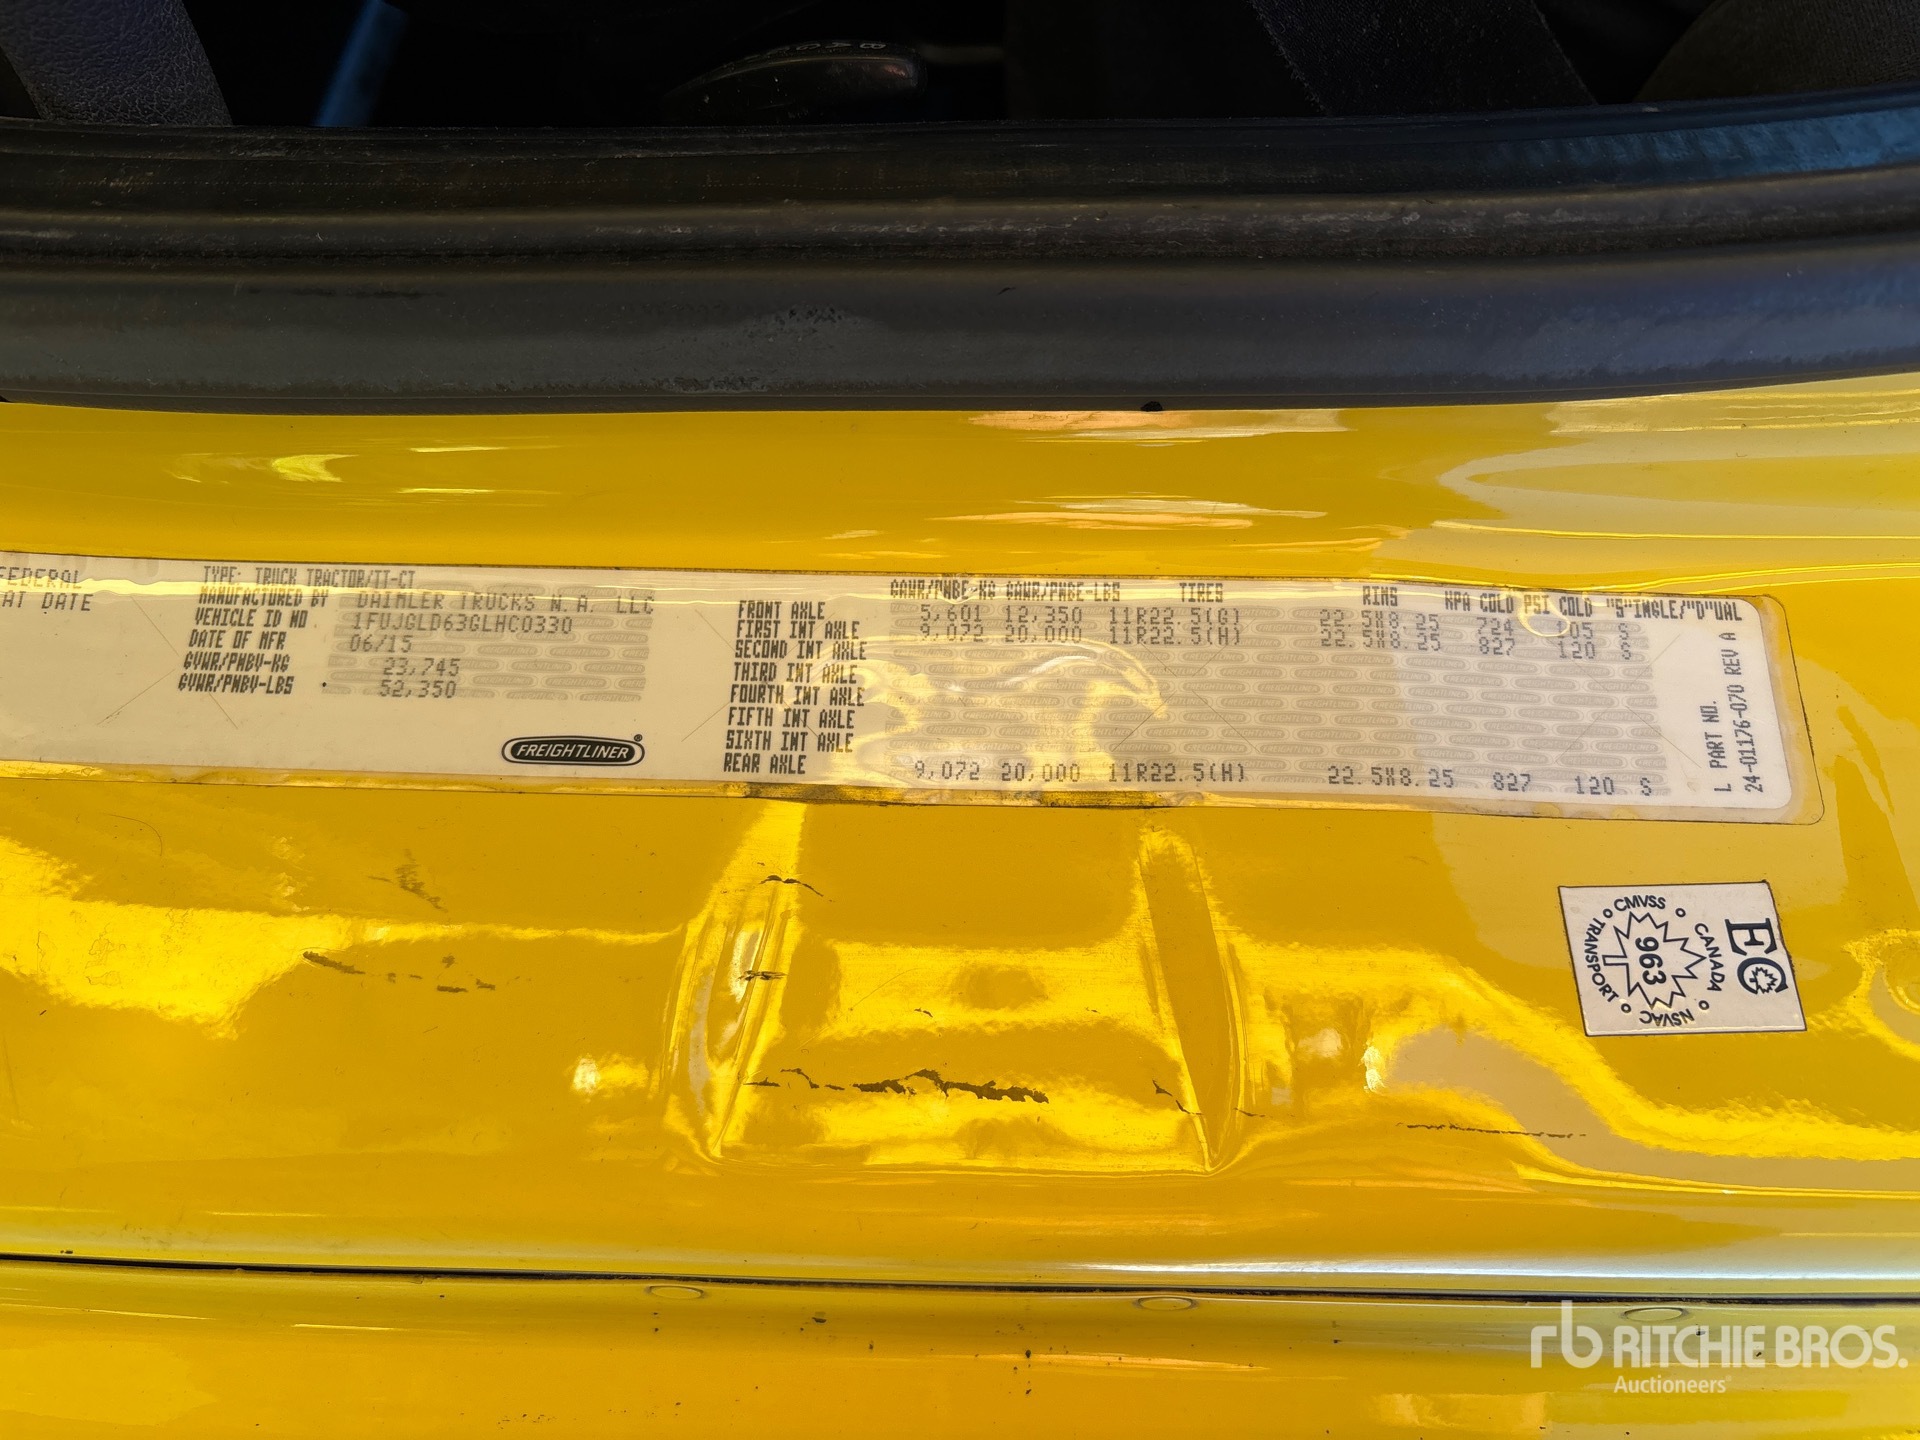 FEDERAL
AT DATE
TYPE: TRUCK TRACTOR/TT-CT
MANUFACTURED BY DAIMLER TRUCKS N.A. LLC
VEHICLE ID NO 1FUJGLD63GLHC0330
DATE OF MFR 06/15
GVWR/PNBV-KG 23,745
GVWR/PNBV-LBS 52,350
FREIGHTLINER®
GAWR/PNBE-KG GAWR/PNBE-LBS TIRES RIMS KPA COLD PSI COLD "S"INGLE/"D"UAL
FRONT AXLE 5,601 12,350 11R22.5(G) 22.5X8.25 724 105 S
FIRST INT AXLE 9,072 20,000 11R22.5(H) 22.5X8.25 827 120 S
SECOND INT AXLE
THIRD INT AXLE
FOURTH INT AXLE
FIFTH INT AXLE
SIXTH INT AXLE
REAR AXLE 9,072 20,000 11R22.5(H) 22.5X8.25 827 120 S
L PART NO.
24-01176-070 REV A
EC
CANADA
CMVSS
963
TRANSPORT
NSVAC
rb RITCHIE BROS.
Auctioneers